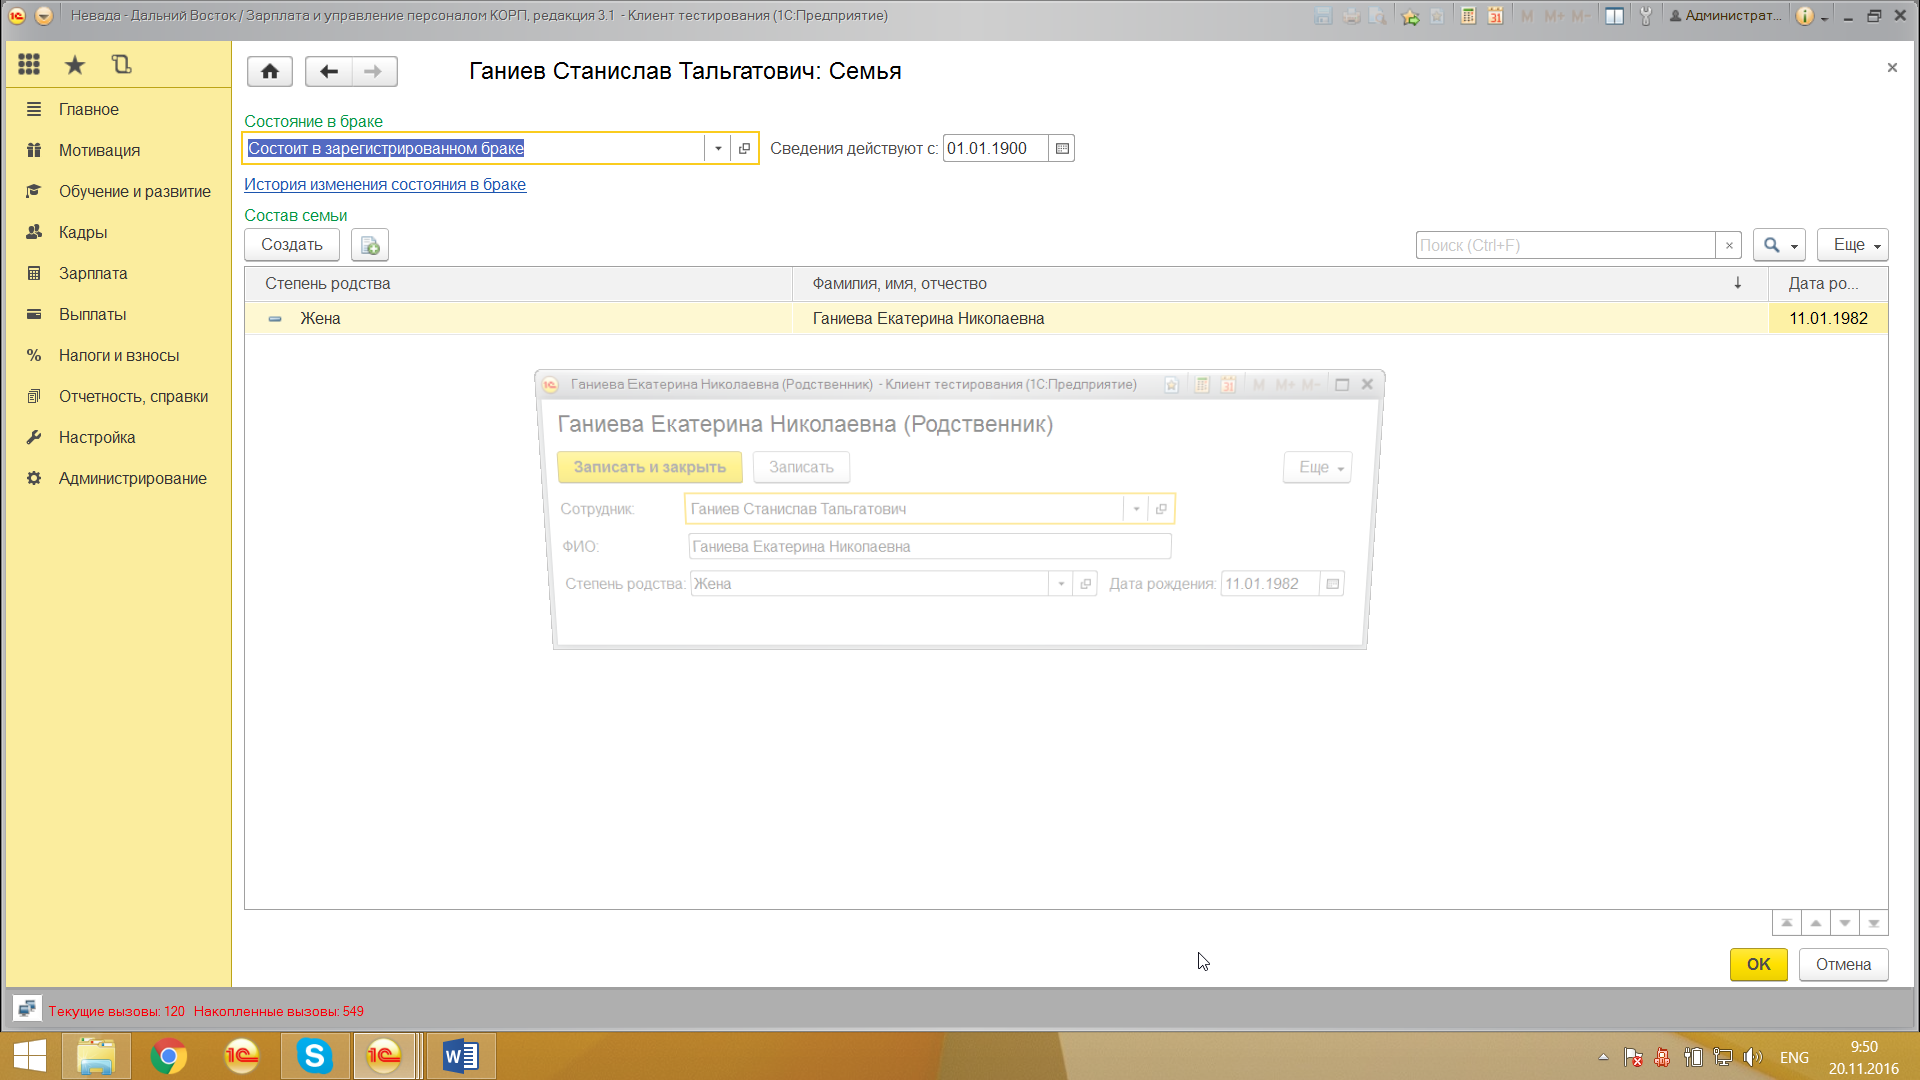 Невада - Дальний Восток / Зарплата и управление персоналом КОРП, редакция 3.1 - Клиент тестирования (1С:Предприятие)
M M+ M-
Администрат...
Ганиев Станислав Тальгатович: Семья
Главное
Мотивация
Обучение и развитие
Кадры
Зарплата
Выплаты
Налоги и взносы
Отчетность, справки
Настройка
Администрирование
Состояние в браке
Состоит в зарегистрированном браке
Сведения действуют с: 01.01.1900
История изменения состояния в браке
Состав семьи
Создать
Поиск (Ctrl+F)
Еще
Степень родства
Фамилия, имя, отчество
Дата ро...
Жена
Ганиева Екатерина Николаевна
11.01.1982
Ганиева Екатерина Николаевна (Родственник) - Клиент тестирования (1С:Предприятие)
M M+ M-
Ганиева Екатерина Николаевна (Родственник)
Записать и закрыть
Записать
Еще
Сотрудник: Ганиев Станислав Тальгатович
ФИО: Ганиева Екатерина Николаевна
Степень родства: Жена
Дата рождения: 11.01.1982
OK
Отмена
Текущие вызовы: 120 Накопленные вызовы: 549
ENG
9:50
20.11.2016